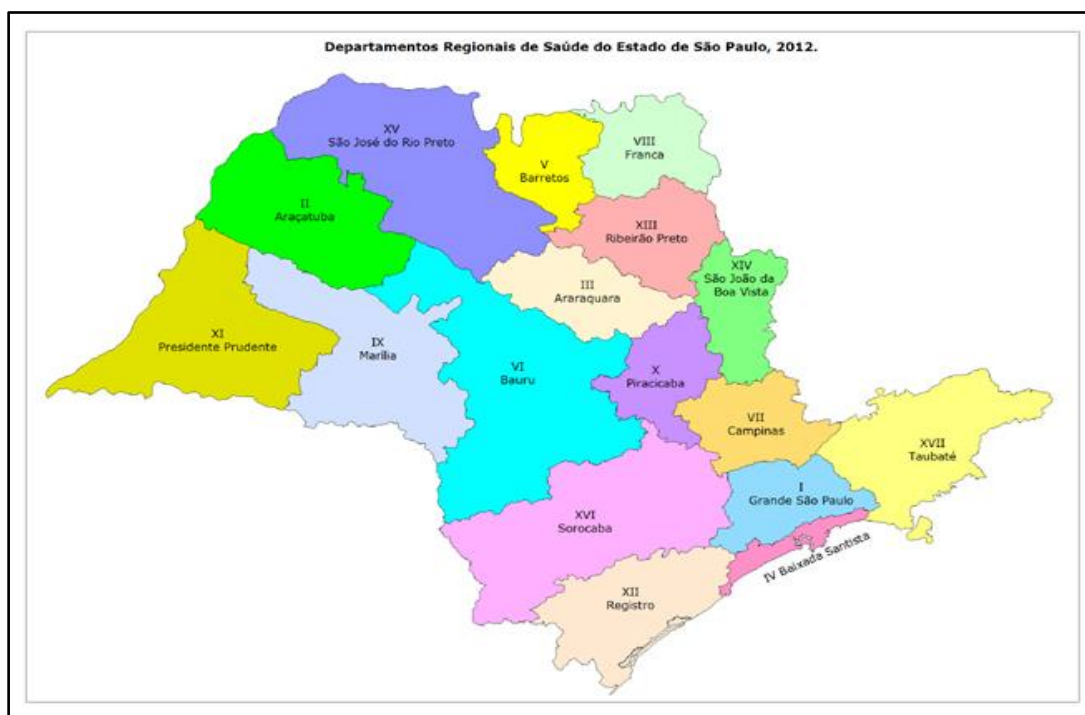 Departamentos Regionais de Saúde do Estado de São Paulo, 2012.
XV
São José do Rio Preto
V
Barretos
VIII
Franca
II
Araçatuba
XIII
Ribeirão Preto
XIV
São João da
Boa Vista
III
Araraquara
XI
Presidente Prudente
IX
Marília
VI
Bauru
X
Piracicaba
VII
Campinas
XVII
Taubaté
I
Grande São Paulo
XVI
Sorocaba
IV Baixada Santista
XII
Registro